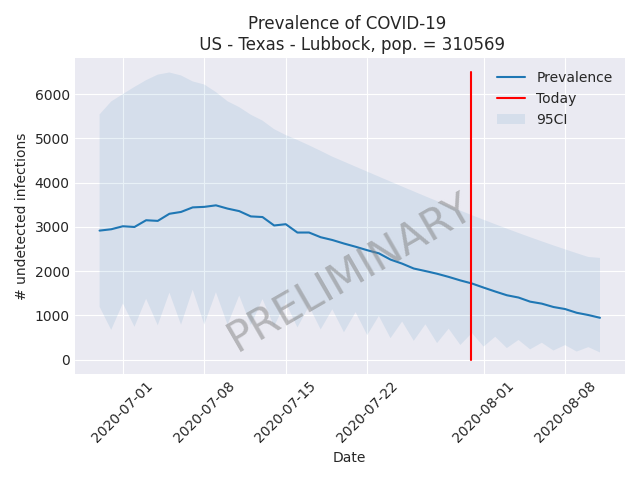 Prevalence of COVID-19
US - Texas - Lubbock, pop. = 310569
Prevalence
Today
95CI
# undetected infections
6000
5000
4000
3000
2000
1000
0
PRELIMINARY
2020-07-01
2020-07-08
2020-07-15
2020-07-22
2020-08-01
2020-08-08
Date